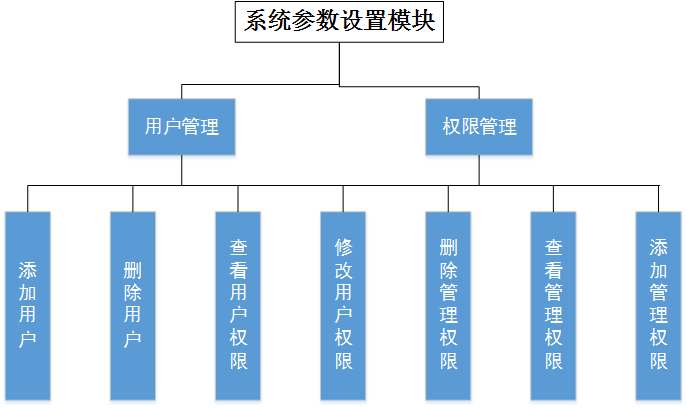 系统参数设置模块
用户管理
权限管理
添加用户
删除用户
查看用户权限
修改用户权限
删除管理权限
查看管理权限
添加管理权限